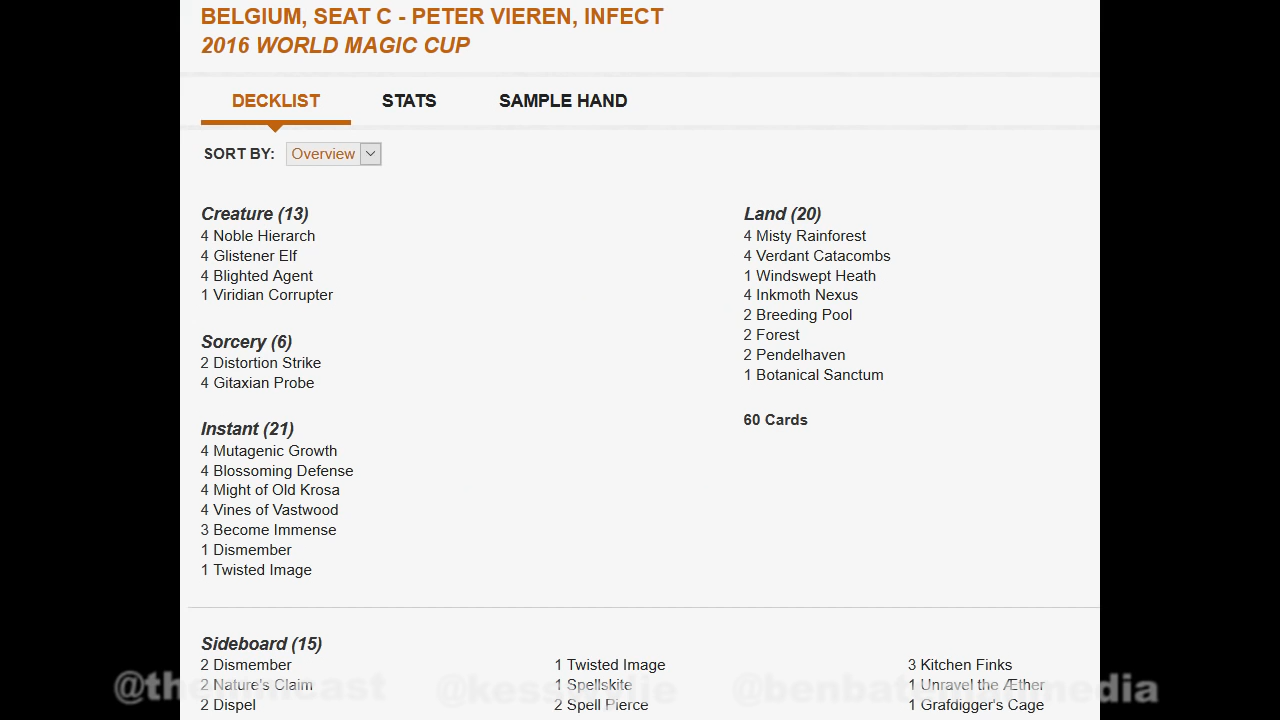 BELGIUM, SEAT C - PETER VIEREN, INFECT
2016 WORLD MAGIC CUP
DECKLIST STATS SAMPLE HAND
SORT BY: Overview
Creature (13)
4 Noble Hierarch
4 Glistener Elf
4 Blighted Agent
1 Viridian Corrupter
Sorcery (6)
2 Distortion Strike
4 Gitaxian Probe
Instant (21)
4 Mutagenic Growth
4 Blossoming Defense
4 Might of Old Krosa
4 Vines of Vastwood
3 Become Immense
1 Dismember
1 Twisted Image
Land (20)
4 Misty Rainforest
4 Verdant Catacombs
1 Windswept Heath
4 Inkmoth Nexus
2 Breeding Pool
2 Forest
2 Pendelhaven
1 Botanical Sanctum
60 Cards
Sideboard (15)
2 Dismember
2 Nature's Claim
2 Dispel
1 Twisted Image
1 Spellskite
2 Spell Pierce
3 Kitchen Finks
1 Unravel the Æther
1 Grafdigger's Cage